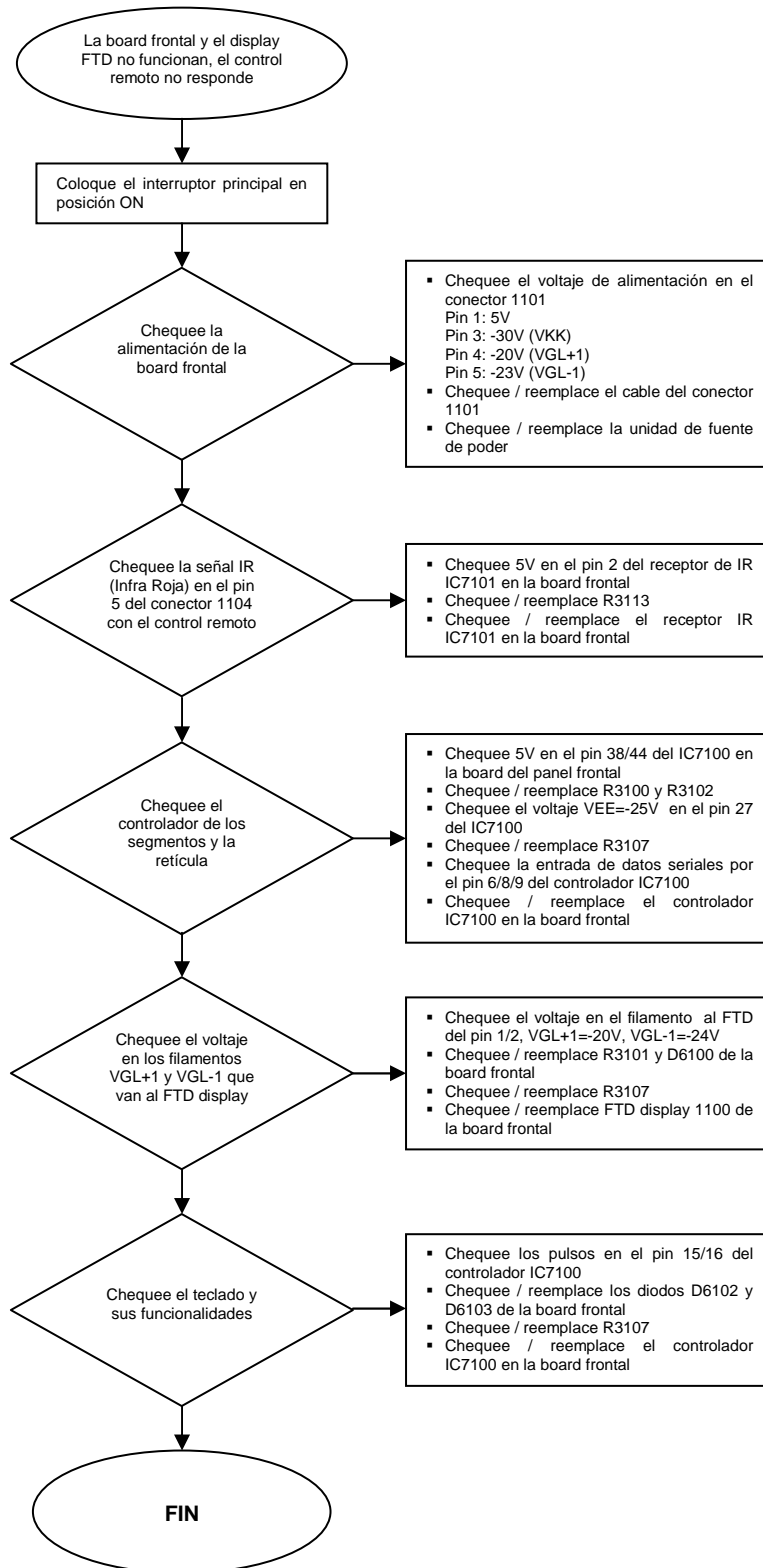 La board frontal y el display
FTD no funcionan, el control
remoto no responde
Coloque el interruptor principal en
posición ON
Chequee la
alimentación de la
board frontal
▪ Chequee el voltaje de alimentación en el
conector 1101
Pin 1: 5V
Pin 3: -30V (VKK)
Pin 4: -20V (VGL+1)
Pin 5: -23V (VGL-1)
▪ Chequee / reemplace el cable del conector
1101
▪ Chequee / reemplace la unidad de fuente
de poder
Chequee la señal IR
(Infra Roja) en el pin
5 del conector 1104
con el control remoto
▪ Chequee 5V en el pin 2 del receptor de IR
IC7101 en la board frontal
▪ Chequee / reemplace R3113
▪ Chequee / reemplace el receptor IR
IC7101 en la board frontal
Chequee el
controlador de los
segmentos y la
retícula
▪ Chequee 5V en el pin 38/44 del IC7100 en
la board del panel frontal
▪ Chequee / reemplace R3100 y R3102
▪ Chequee el voltaje VEE=-25V en el pin 27
del IC7100
▪ Chequee / reemplace R3107
▪ Chequee la entrada de datos seriales por
el pin 6/8/9 del controlador IC7100
▪ Chequee / reemplace el controlador
IC7100 en la board frontal
Chequee el voltaje
en los filamentos
VGL+1 y VGL-1 que
van al FTD display
▪ Chequee el voltaje en el filamento al FTD
del pin 1/2, VGL+1=-20V, VGL-1=-24V
▪ Chequee / reemplace R3101 y D6100 de la
board frontal
▪ Chequee / reemplace R3107
▪ Chequee / reemplace FTD display 1100 de
la board frontal
Chequee el teclado y
sus funcionalidades
▪ Chequee los pulsos en el pin 15/16 del
controlador IC7100
▪ Chequee / reemplace los diodos D6102 y
D6103 de la board frontal
▪ Chequee / reemplace R3107
▪ Chequee / reemplace el controlador
IC7100 en la board frontal
FIN